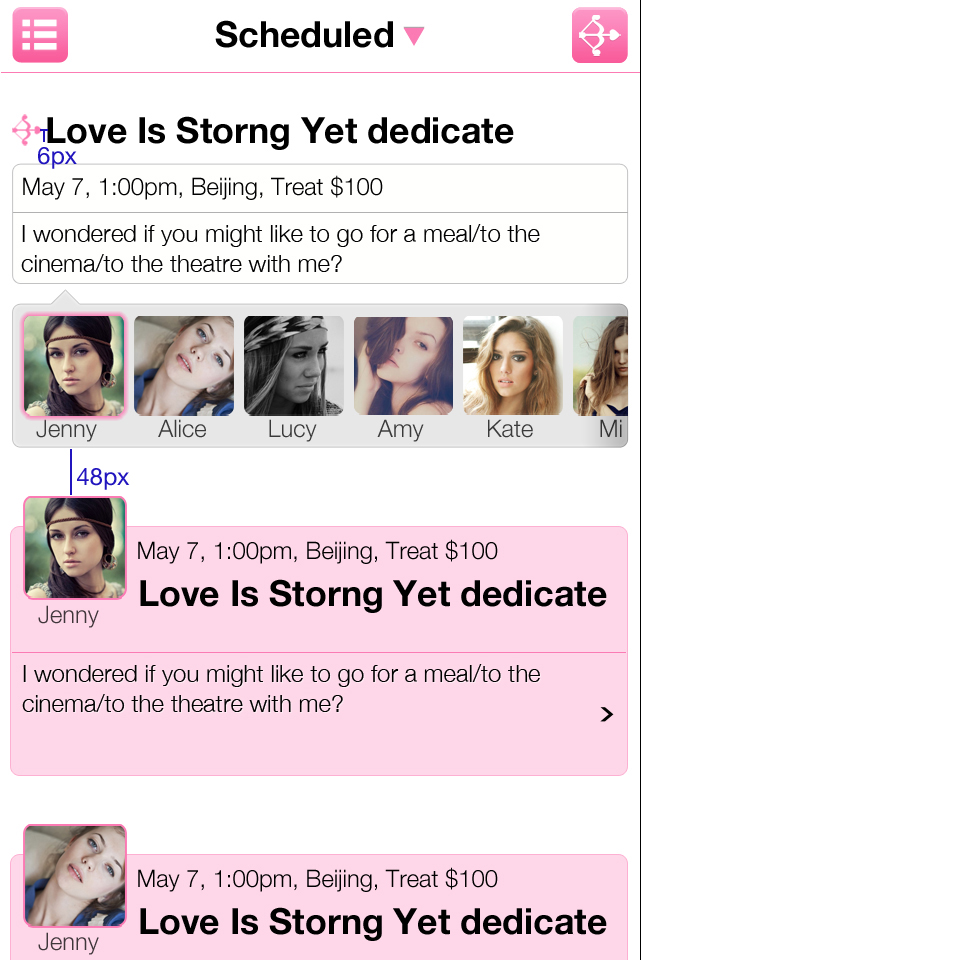 Scheduled
Love Is Storng Yet dedicate
6px
May 7, 1:00pm, Beijing, Treat $100
I wondered if you might like to go for a meal/to the
cinema/to the theatre with me?
Jenny Alice Lucy Amy Kate Mi
48px
May 7, 1:00pm, Beijing, Treat $100
Love Is Storng Yet dedicate
Jenny
I wondered if you might like to go for a meal/to the
cinema/to the theatre with me?
May 7, 1:00pm, Beijing, Treat $100
Love Is Storng Yet dedicate
Jenny